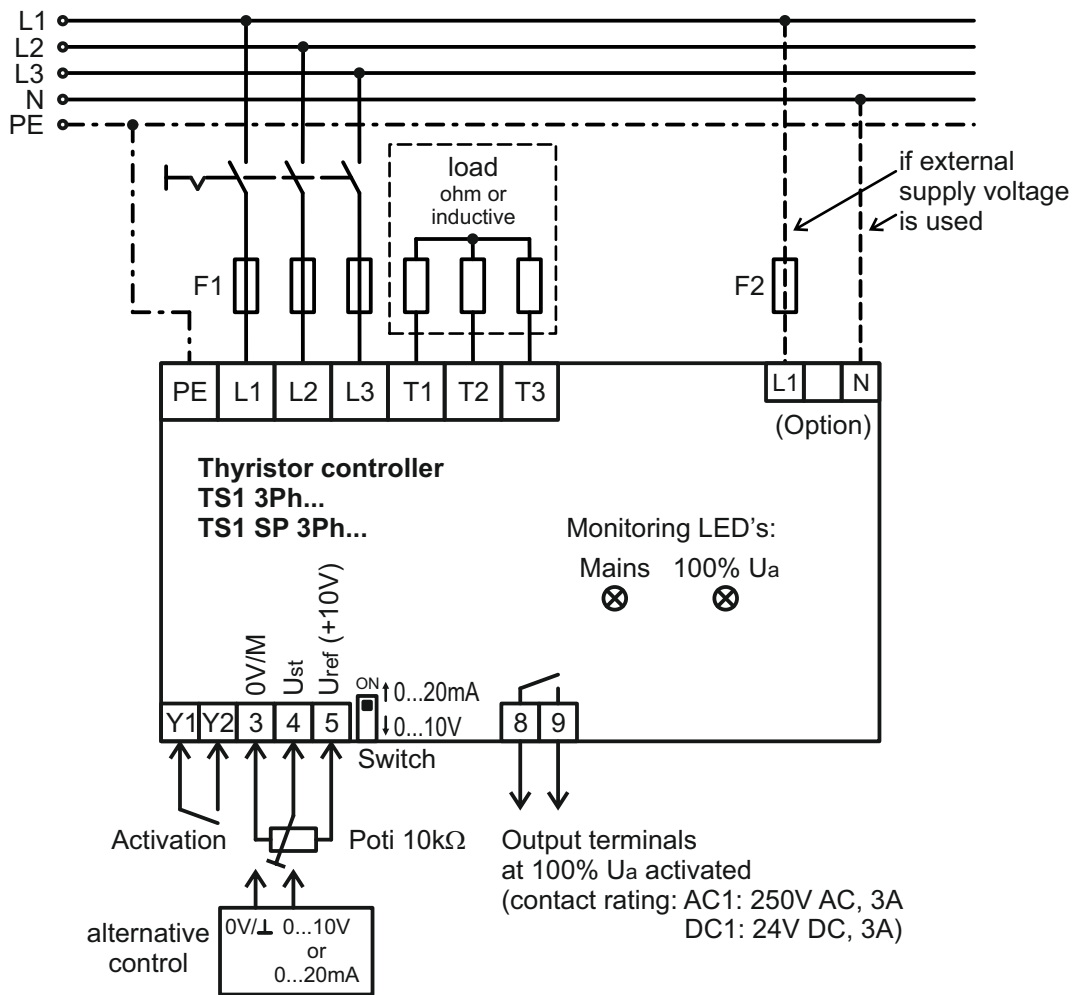 L1
L2
L3
N
PE
load
ohm or
inductive
if external
supply voltage
is used
F1
F2
PE L1 L2 L3 T1 T2 T3
L1 N
(Option)
Thyristor controller
TS1 3Ph...
TS1 SP 3Ph...
Monitoring LED's:
Mains 100% Ua
0V/M
Ust
Uref (+10V)
ON ↑0...20mA
↓0...10V
Y1 Y2 3 4 5
8 9
Switch
Activation
Poti 10kΩ
Output terminals
at 100% Ua activated
(contact rating: AC1: 250V AC, 3A
DC1: 24V DC, 3A)
alternative
control
0V/⊥ 0...10V
or
0...20mA